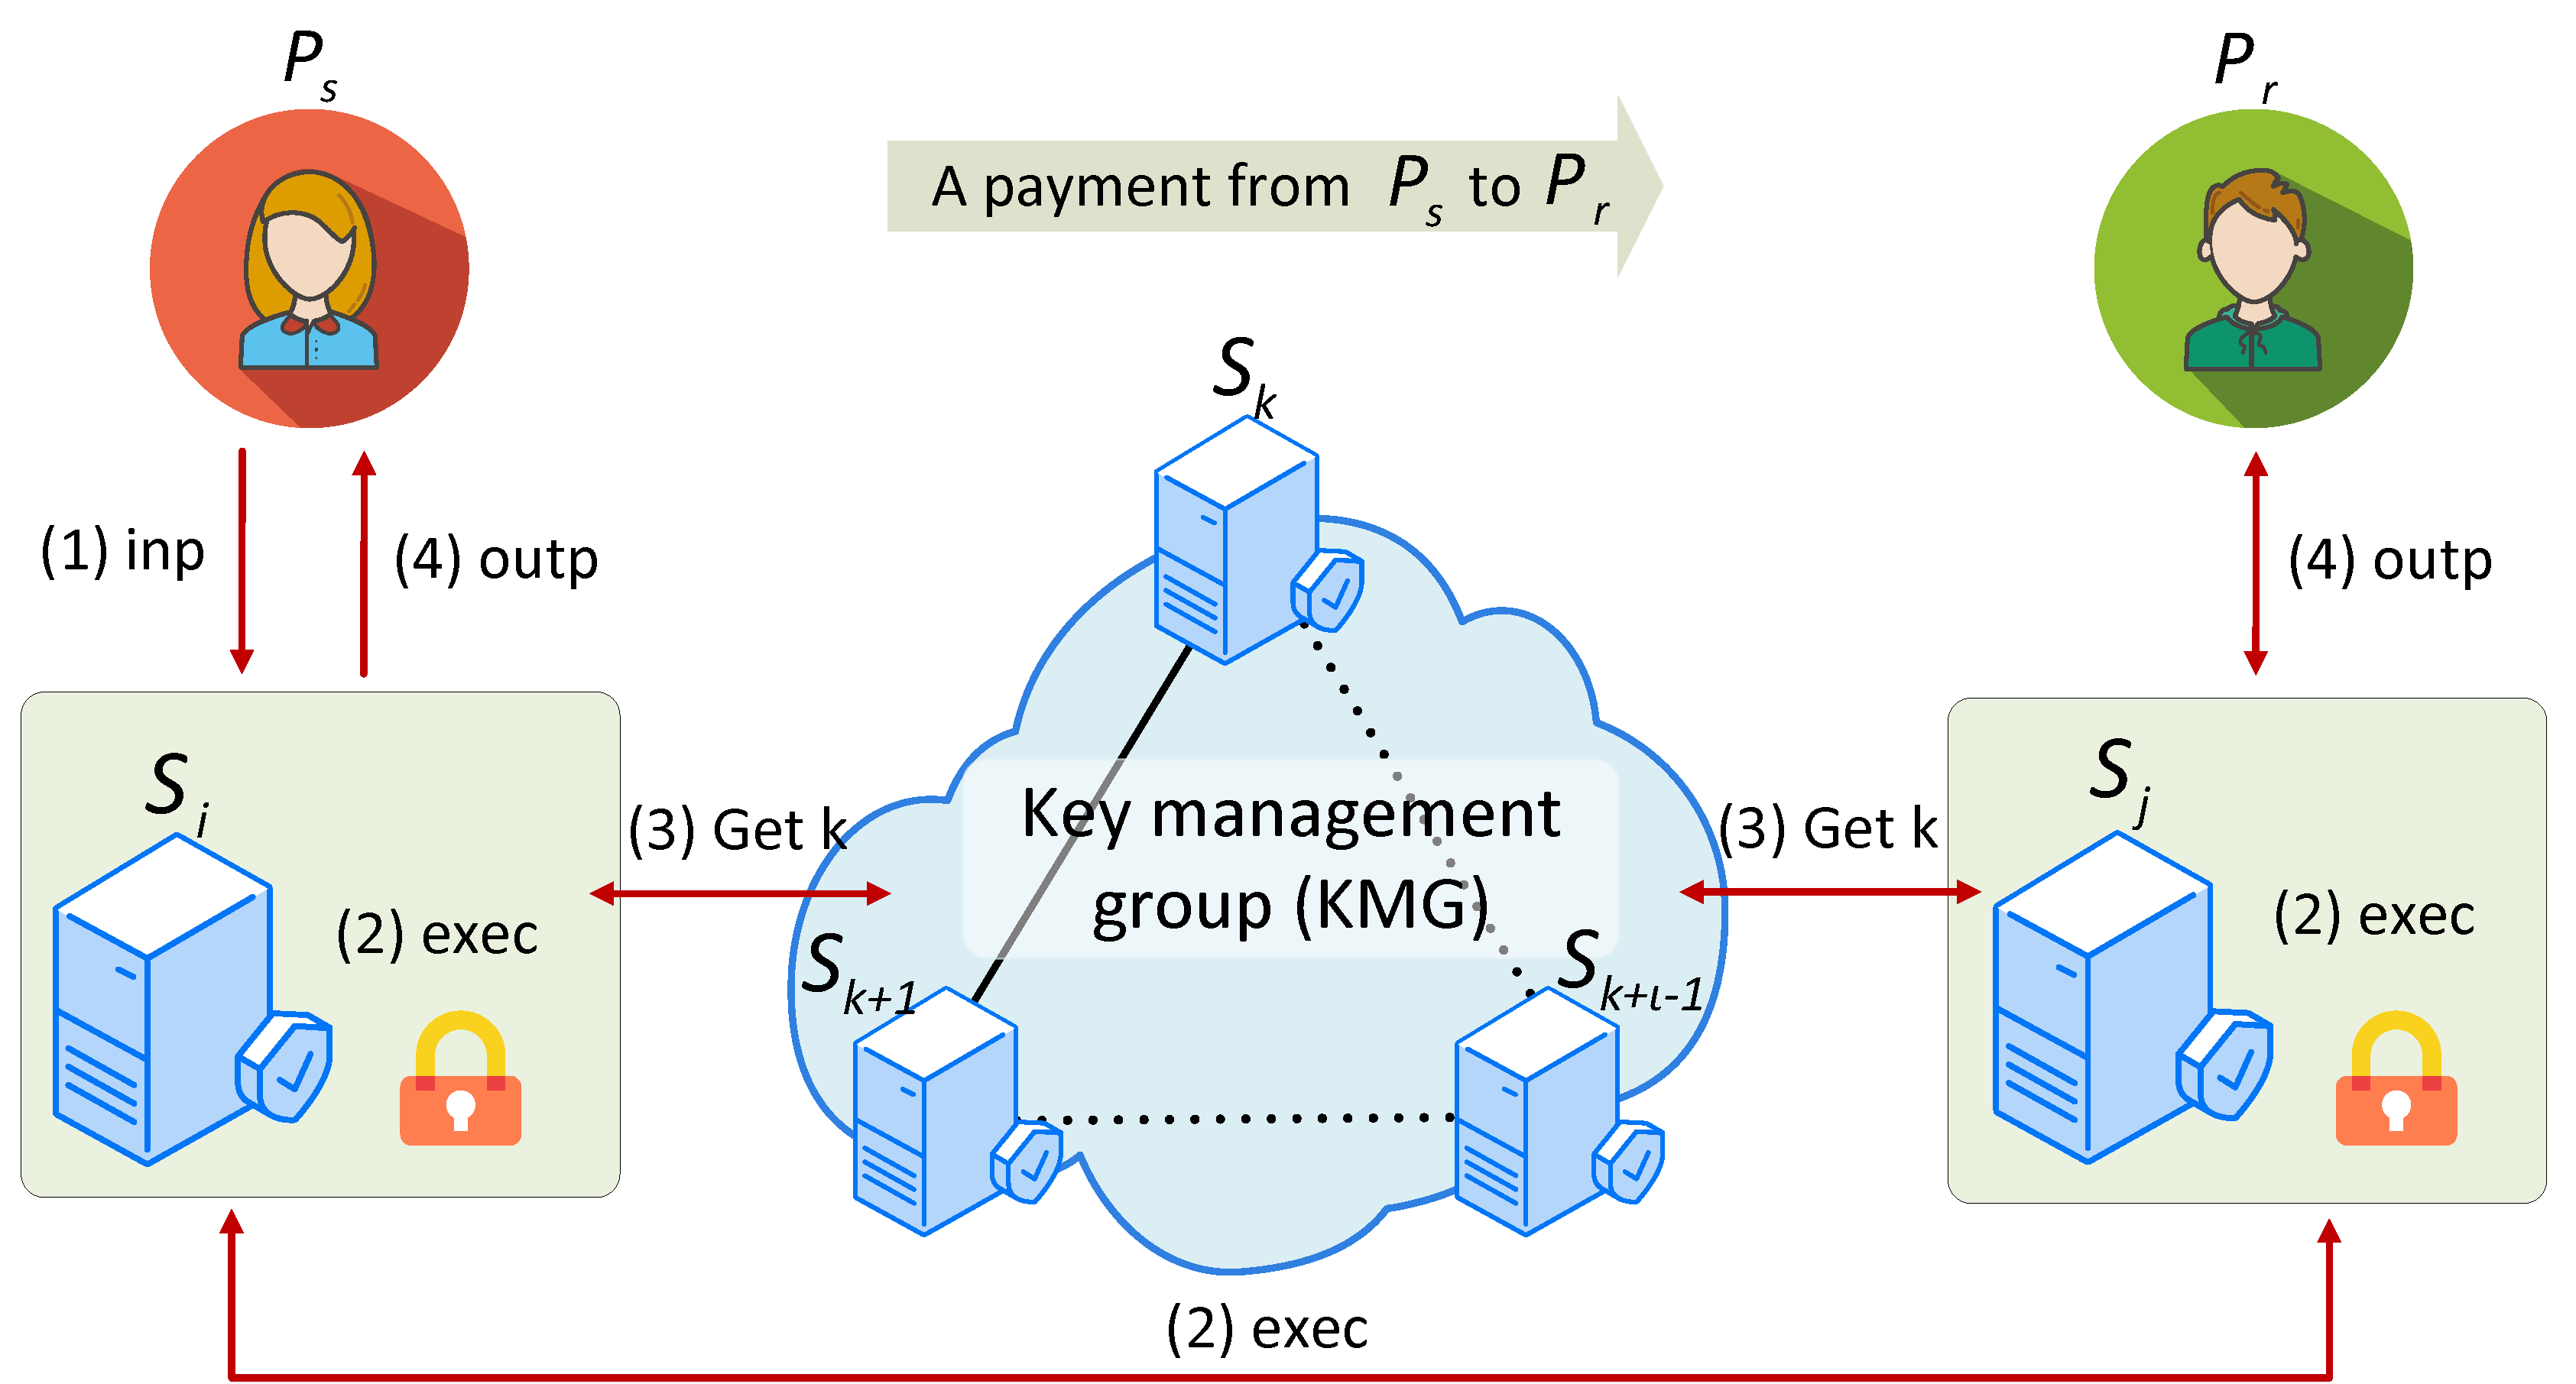 P_s
P_r
A payment from P_s to P_r
S_k
(1) inp
(4) outp
(4) outp
S_i
S_j
(3) Get k
Key management
group (KMG)
(3) Get k
(2) exec
(2) exec
S_{k+1}
S_{k+ι-1}
(2) exec